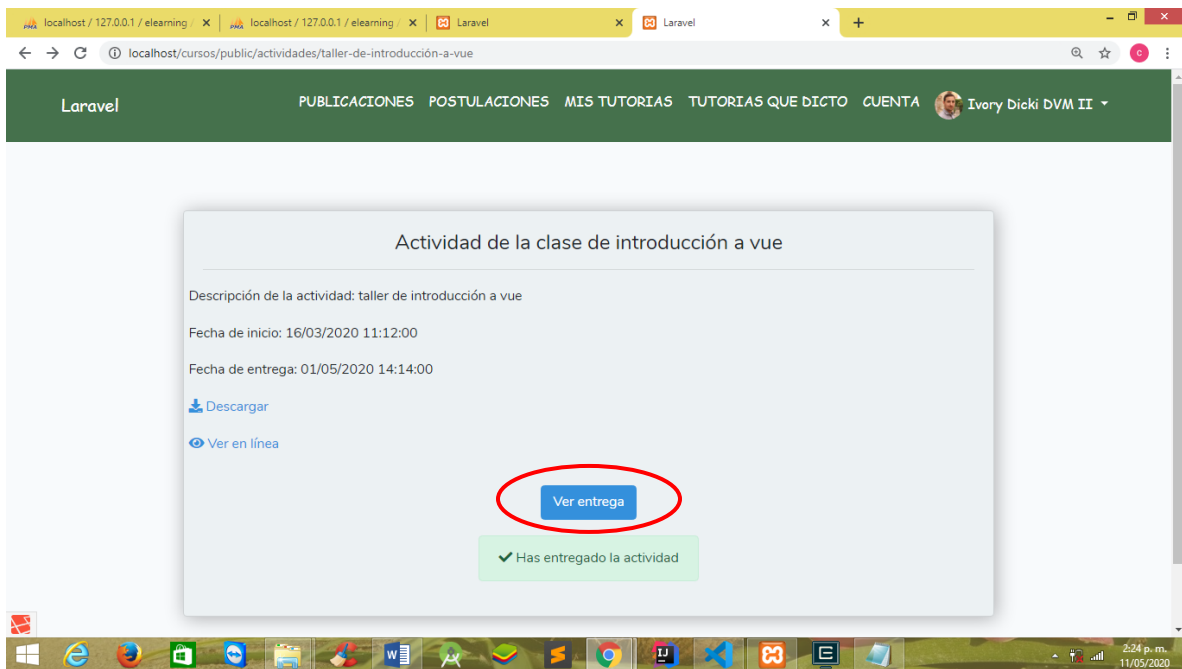 localhost / 127.0.0.1 / elearning /
localhost / 127.0.0.1 / elearning /
Laravel
Laravel
localhost/cursos/public/actividades/taller-de-introducción-a-vue
C
Laravel
PUBLICACIONES POSTULACIONES MIS TUTORIAS TUTORIAS QUE DICTO CUENTA Ivory Dicki DVM II
Actividad de la clase de introducción a vue
Descripción de la actividad: taller de introducción a vue
Fecha de inicio: 16/03/2020 11:12:00
Fecha de entrega: 01/05/2020 14:14:00
Descargar
Ver en línea
Ver entrega
Has entregado la actividad
2:24 p. m.
11/05/2020